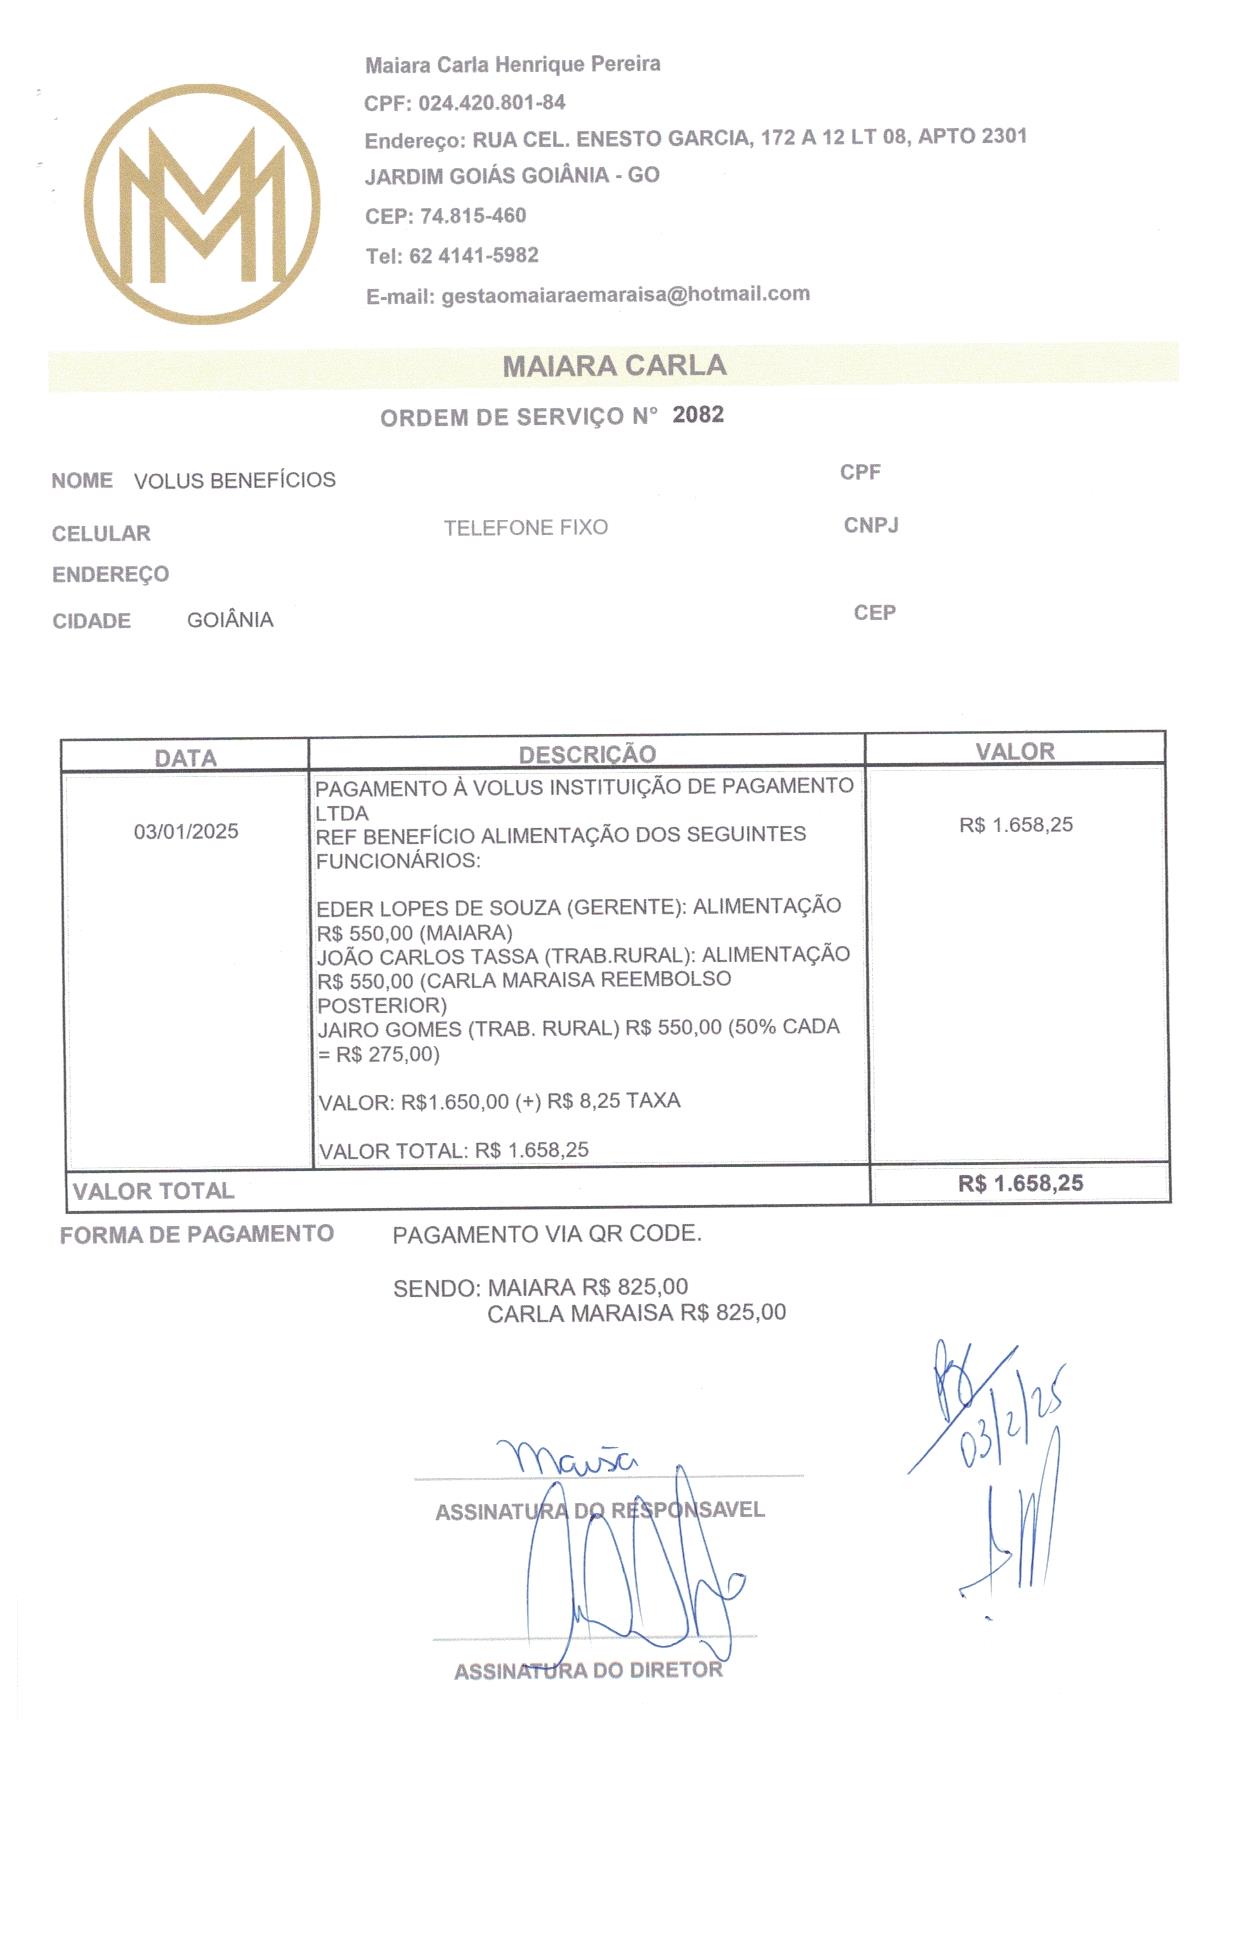 Maiara Carla Henrique Pereira
CPF: 024.420.801-84
Endereço: RUA CEL. ENESTO GARCIA, 172 A 12 LT 08, APTO 2301
JARDIM GOIÁS GOIÂNIA - GO
CEP: 74.815-460
Tel: 62 4141-5982
E-mail: gestaomaiaraemaraisa@hotmail.com
MAIARA CARLA
ORDEM DE SERVIÇO N° 2082
NOME VOLUS BENEFÍCIOS CPF
CELULAR TELEFONE FIXO CNPJ
ENDEREÇO
CIDADE GOIÂNIA CEP
DATA DESCRIÇÃO VALOR
PAGAMENTO À VOLUS INSTITUIÇÃO DE PAGAMENTO
LTDA
03/01/2025 REF BENEFÍCIO ALIMENTAÇÃO DOS SEGUINTES R$ 1.658,25
FUNCIONÁRIOS:
EDER LOPES DE SOUZA (GERENTE): ALIMENTAÇÃO
R$ 550,00 (MAIARA)
JOÃO CARLOS TASSA (TRAB.RURAL): ALIMENTAÇÃO
R$ 550,00 (CARLA MARAISA REEMBOLSO
POSTERIOR)
JAIRO GOMES (TRAB. RURAL) R$ 550,00 (50% CADA
= R$ 275,00)
VALOR: R$1.650,00 (+) R$ 8,25 TAXA
VALOR TOTAL: R$ 1.658,25
VALOR TOTAL R$ 1.658,25
FORMA DE PAGAMENTO PAGAMENTO VIA QR CODE.
SENDO: MAIARA R$ 825,00
CARLA MARAISA R$ 825,00
03/2/25
ASSINATURA DO RESPONSAVEL
ASSINATURA DO DIRETOR